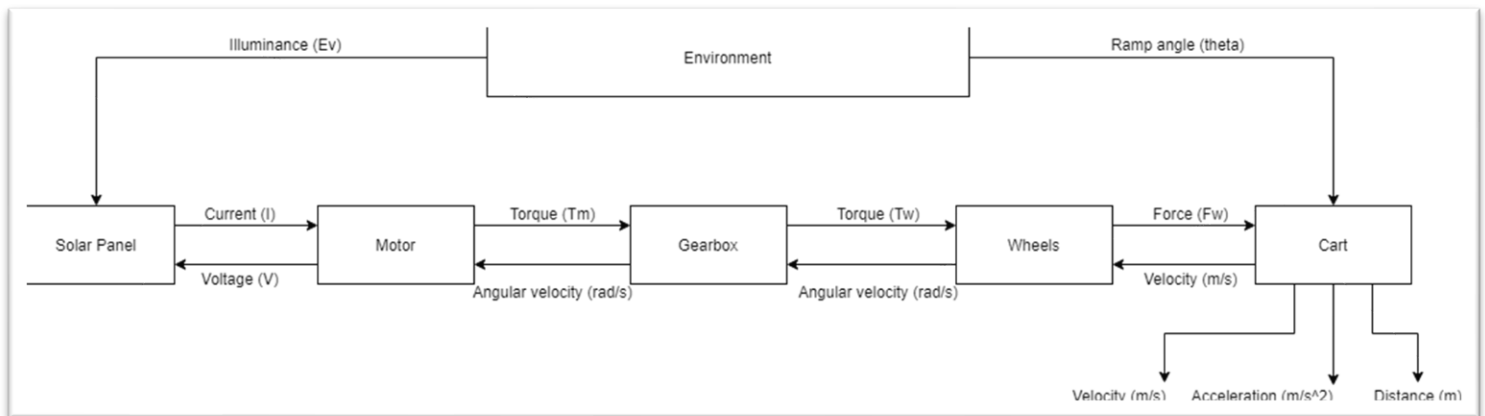 Illuminance (Ev)
Environment
Ramp angle (theta)
Solar Panel
Current (I)
Voltage (V)
Motor
Torque (Tm)
Angular velocity (rad/s)
Gearbox
Torque (Tw)
Angular velocity (rad/s)
Wheels
Force (Fw)
Velocity (m/s)
Cart
Velocity (m/s)
Acceleration (m/s^2)
Distance (m)